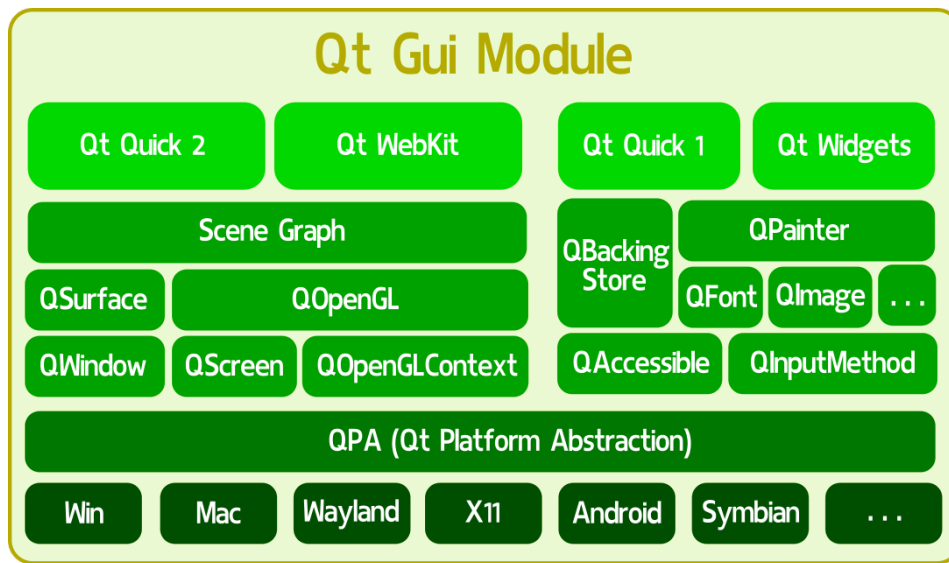 Qt Gui Module
Qt Quick 2
Qt WebKit
Qt Quick 1
Qt Widgets
Scene Graph
QBacking
Store
QPainter
QSurface
QOpenGL
QFont
QImage
...
QWindow
QScreen
QOpenGLContext
QAccessible
QInputMethod
QPA (Qt Platform Abstraction)
Win
Mac
Wayland
X11
Android
Symbian
...